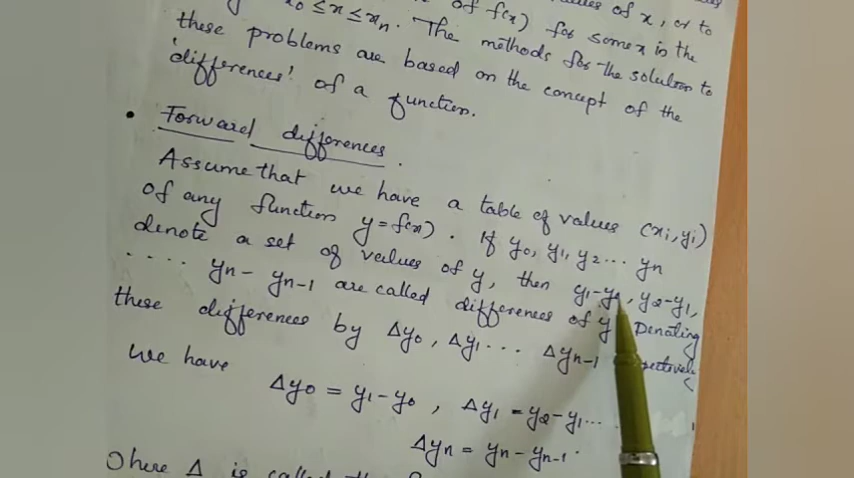 of f(x) for some x in the
x0 ≤ x ≤ xn. The methods for the solution to
these problems are based on the concept of the
'differences' of a function.
• Forward differences.
Assume that we have a table of values (xi, yi)
of any function y = f(x). If y0, y1, y2 ... yn
denote a set of values of y, then y1-y0, y2-y1,
.... yn - yn-1 are called differences of y. Denoting
these differences by Δy0, Δy1 ... Δyn-1
we have
Δy0 = y1-y0, Δy1 = y2-y1...
Δyn = yn - yn-1.
Δ is called the